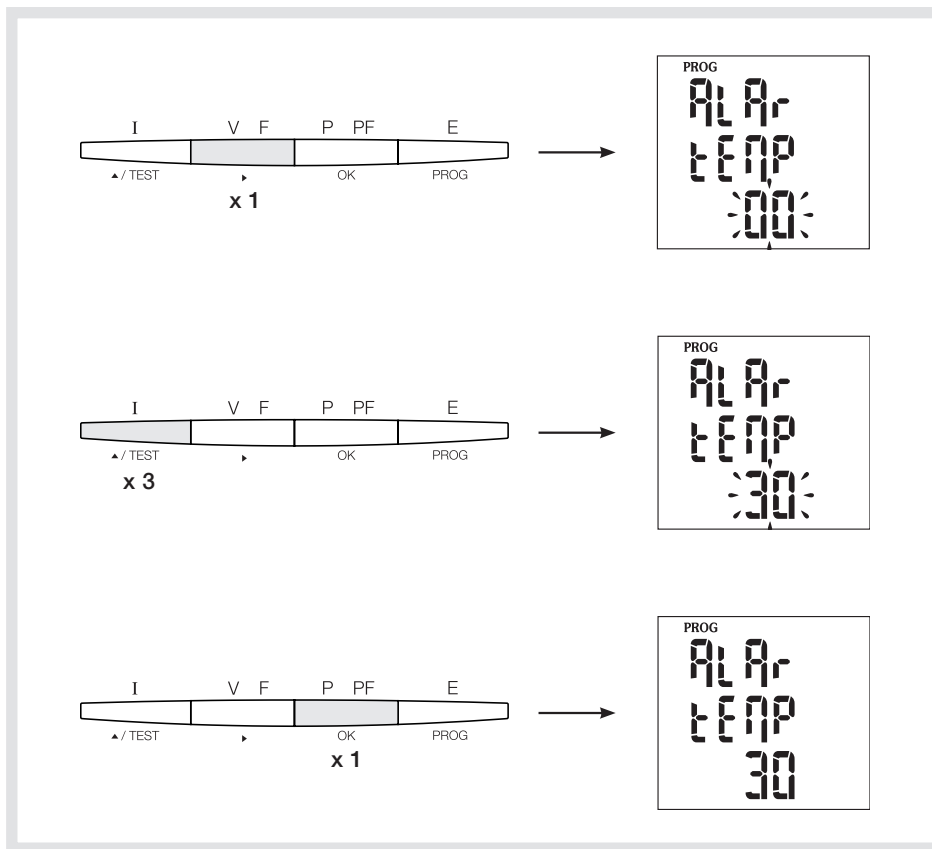 I V F P PF E
▲ / TEST ▶ OK PROG
x 1
PROG
ALAr
tEMP
00
I V F P PF E
▲ / TEST ▶ OK PROG
x 3
PROG
ALAr
tEMP
30
I V F P PF E
▲ / TEST ▶ OK PROG
x 1
PROG
ALAr
tEMP
30